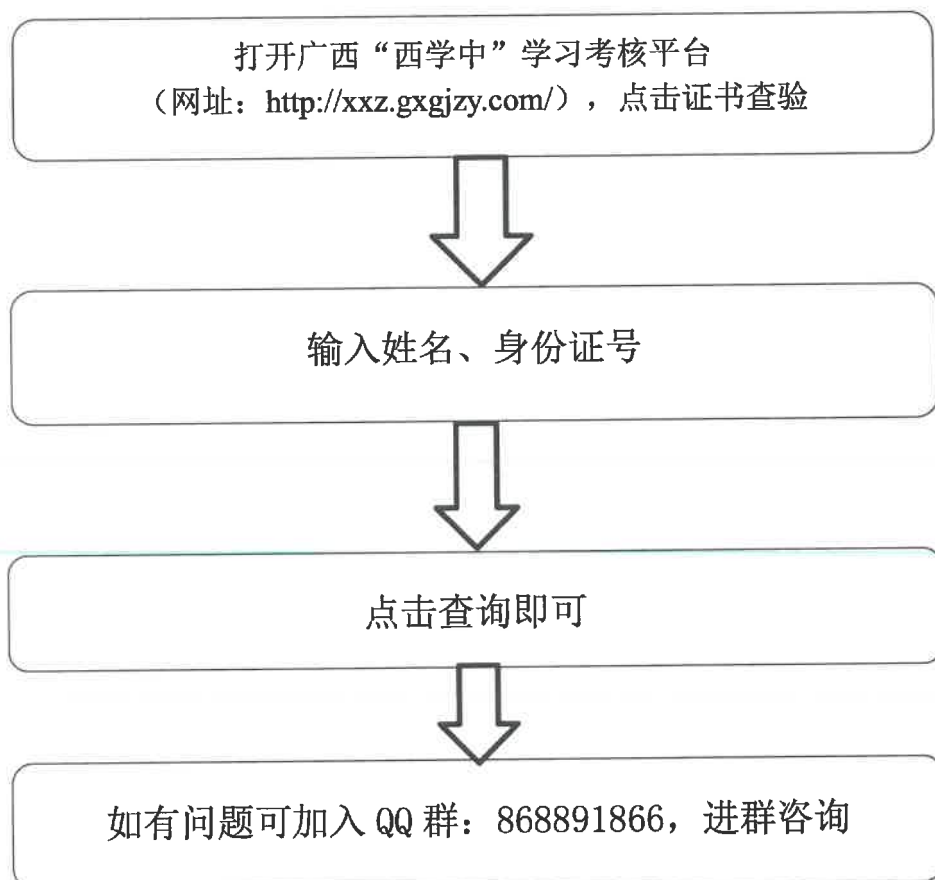 打开广西“西学中”学习考核平台
（网址：http://xxz.gxgjzy.com/），点击证书查验
输入姓名、身份证号
点击查询即可
如有问题可加入 QQ 群：868891866，进群咨询